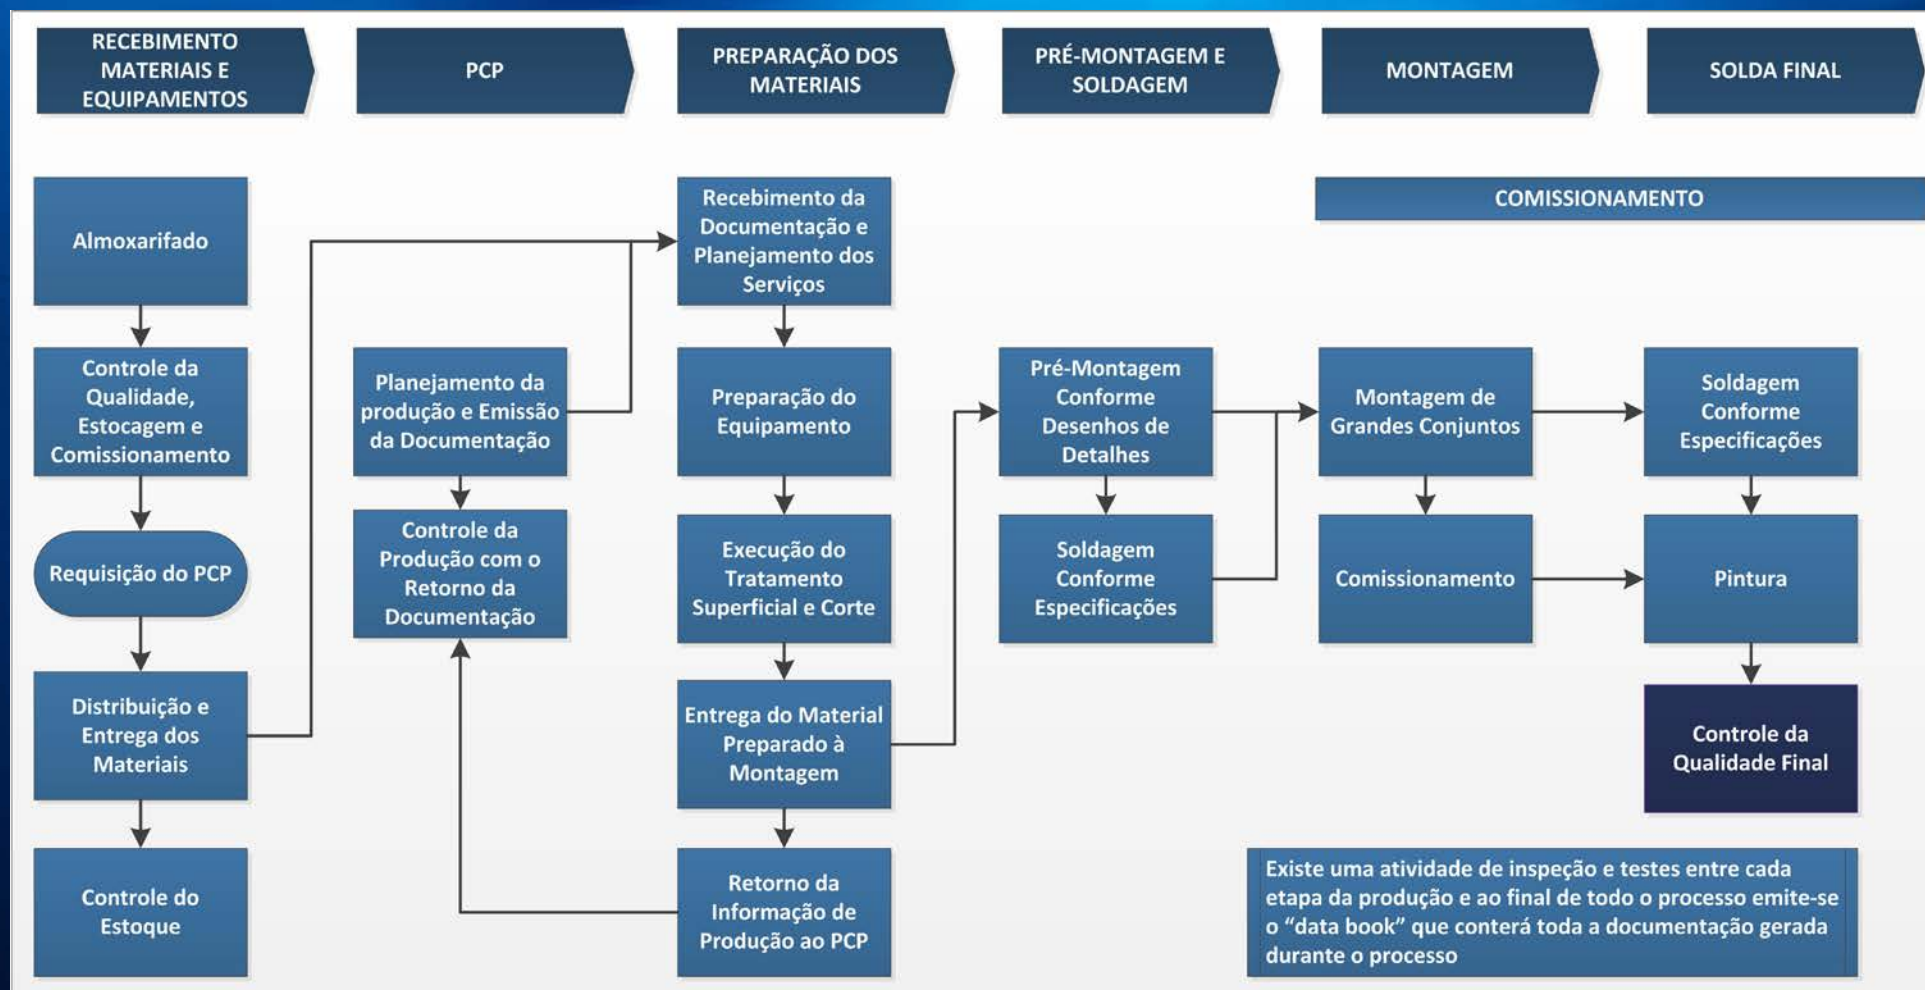 RECEBIMENTO
MATERIAIS E
EQUIPAMENTOS
PCP
PREPARAÇÃO DOS
MATERIAIS
PRÉ-MONTAGEM E
SOLDAGEM
MONTAGEM
SOLDA FINAL
Almoxarifado
Controle da
Qualidade,
Estocagem e
Comissionamento
Requisição do PCP
Distribuição e
Entrega dos
Materiais
Controle do
Estoque
Planejamento da
produção e Emissão
da Documentação
Controle da
Produção com o
Retorno da
Documentação
Recebimento da
Documentação e
Planejamento dos
Serviços
Preparação do
Equipamento
Execução do
Tratamento
Superficial e Corte
Entrega do Material
Preparado à
Montagem
Retorno da
Informação de
Produção ao PCP
Pré-Montagem
Conforme
Desenhos de
Detalhes
Soldagem
Conforme
Especificações
COMISSIONAMENTO
Montagem de
Grandes Conjuntos
Comissionamento
Soldagem
Conforme
Especificações
Pintura
Controle da
Qualidade Final
Existe uma atividade de inspeção e testes entre cada
etapa da produção e ao final de todo o processo emite-se
o “data book” que conterá toda a documentação gerada
durante o processo